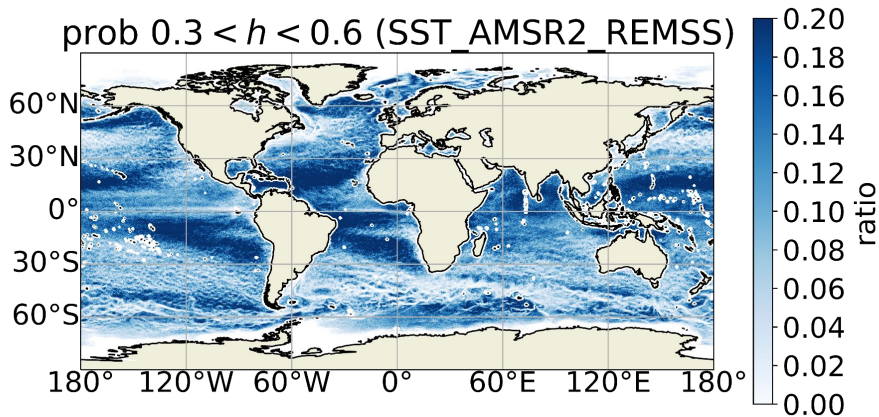 prob 0.3 < h < 0.6 (SST_AMSR2_REMSS)
60°N
30°N
0°
30°S
60°S
180° 120°W 60°W 0° 60°E 120°E 180°
0.20
0.18
0.16
0.14
0.12
0.10
0.08
0.06
0.04
0.02
0.00
ratio